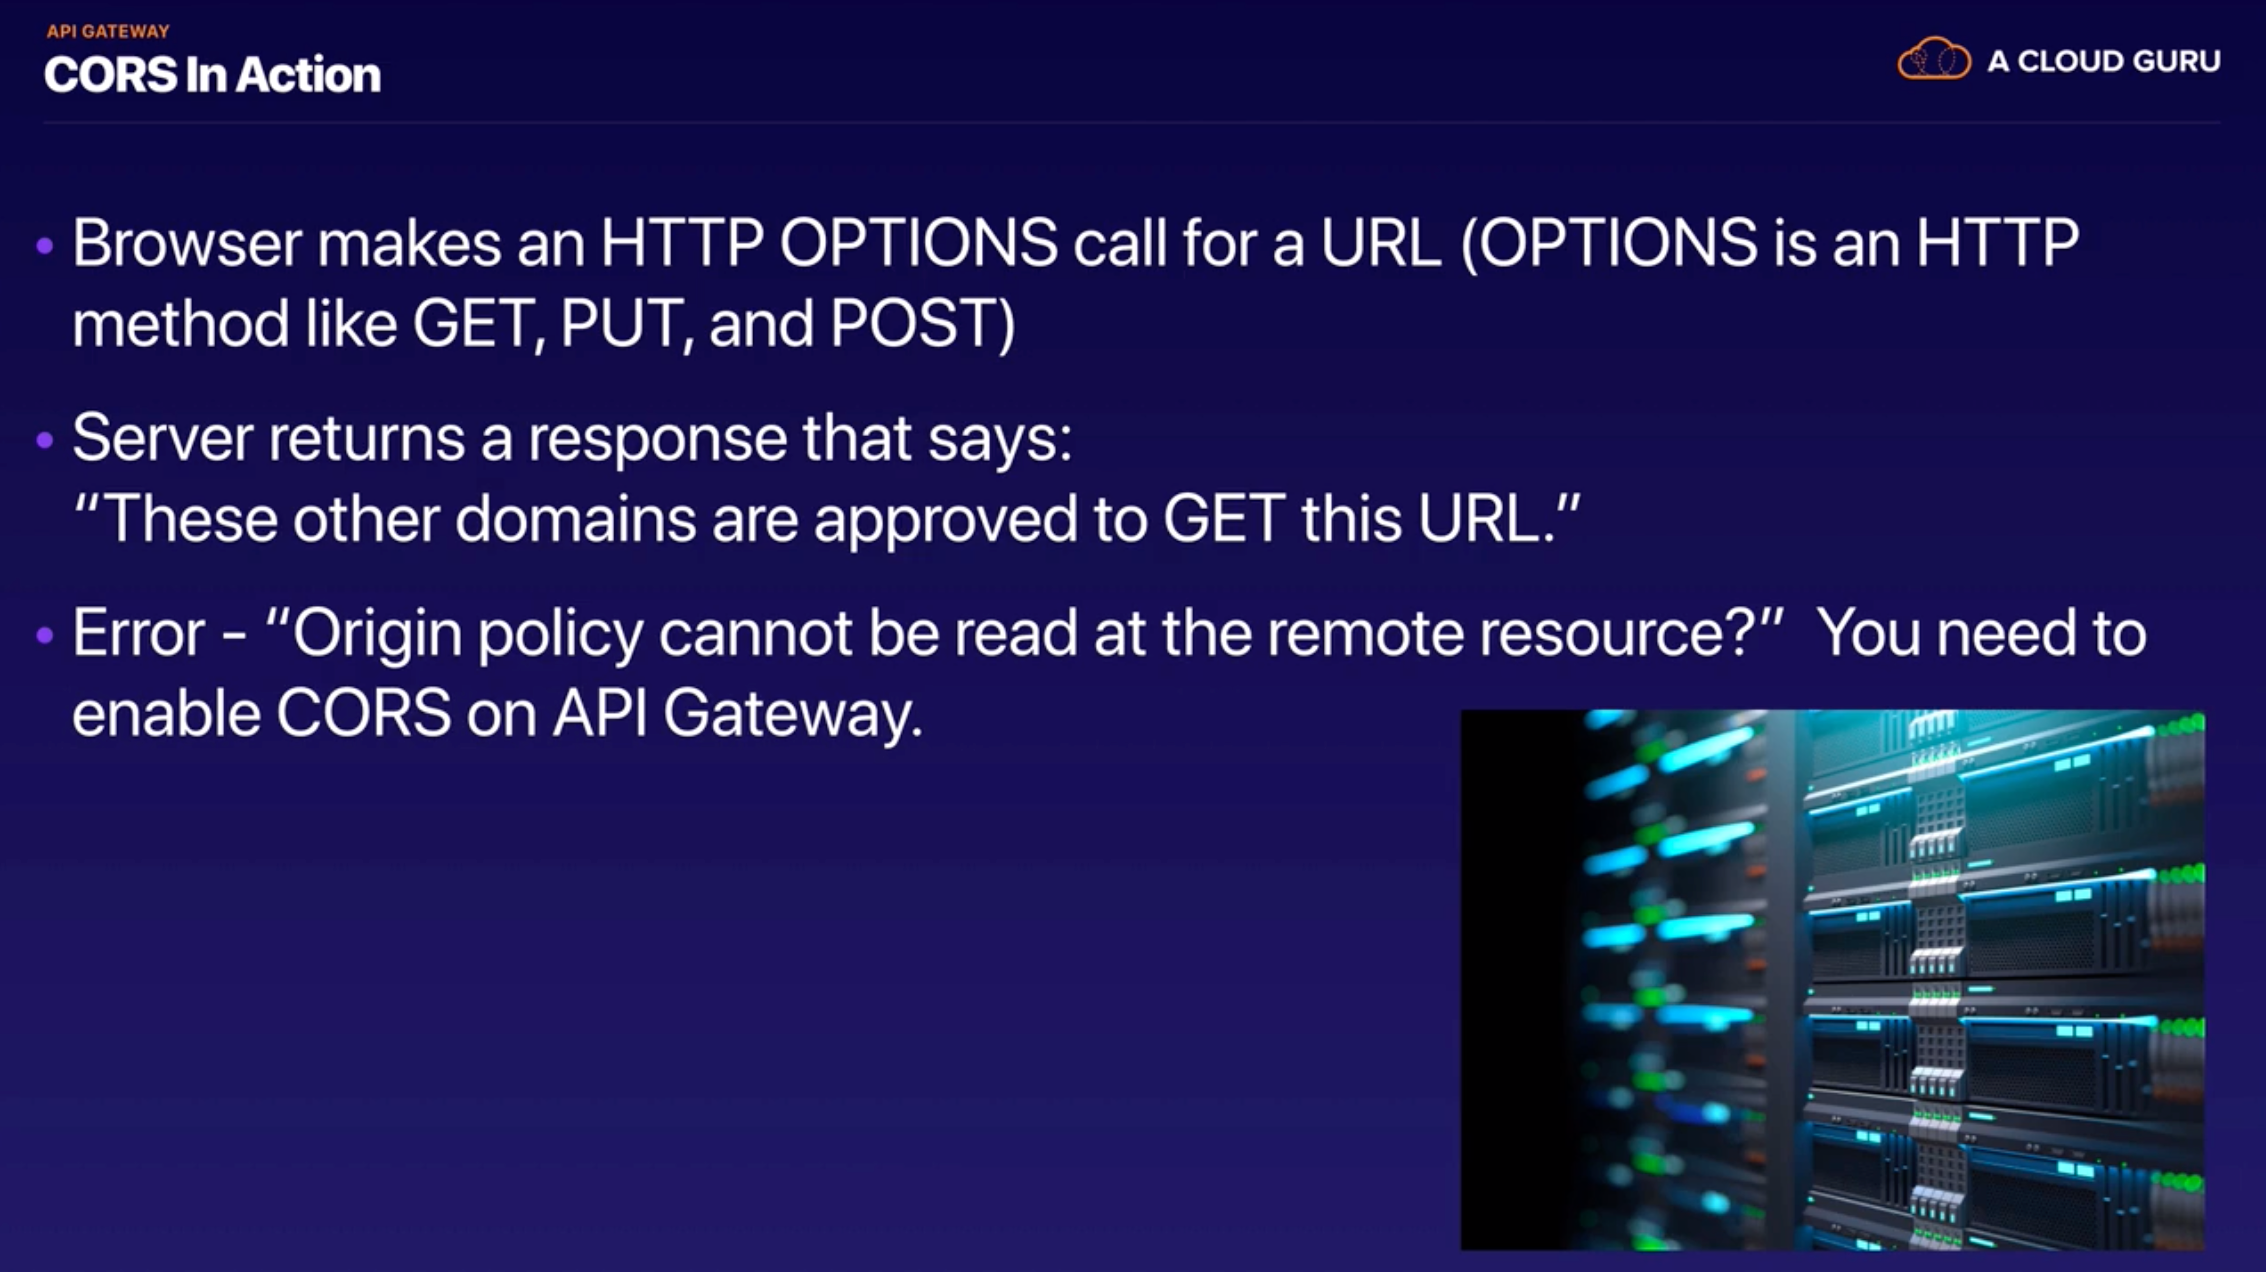 API GATEWAY
CORS In Action
A CLOUD GURU
• Browser makes an HTTP OPTIONS call for a URL (OPTIONS is an HTTP
method like GET, PUT, and POST)
• Server returns a response that says:
“These other domains are approved to GET this URL.”
• Error - “Origin policy cannot be read at the remote resource?” You need to
enable CORS on API Gateway.